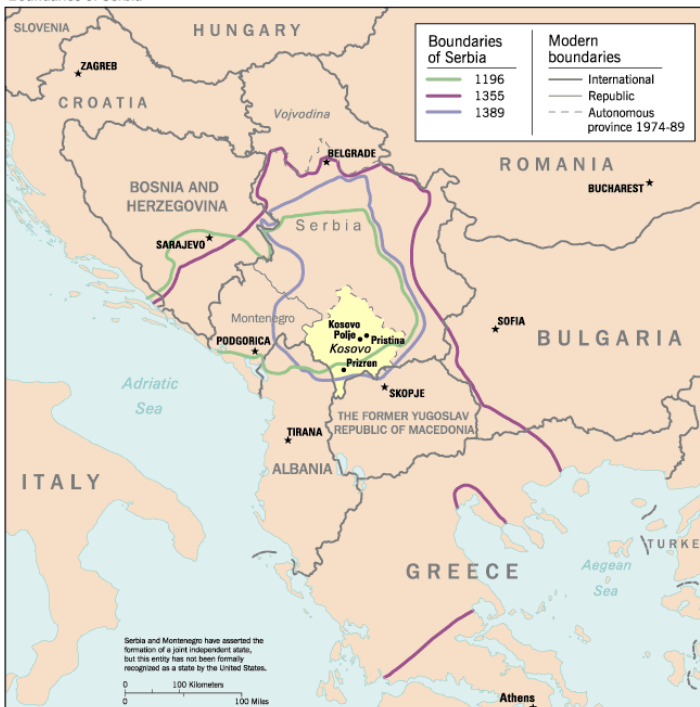 SLOVENIA
HUNGARY
ZAGREB
CROATIA
Vojvodina
BELGRADE
Boundaries
of Serbia
1196
1355
1389
Modern
boundaries
International
Republic
Autonomous
province 1974-89
ROMANIA
BUCHAREST
BOSNIA AND
HERZEGOVINA
SARAJEVO
Serbia
Montenegro
PODGORICA
Kosovo
Polje
Pristina
Kosovo
Prizren
SOFIA
BULGARIA
Adriatic
Sea
SKOPJE
THE FORMER YUGOSLAV
REPUBLIC OF MACEDONIA
TIRANA
ALBANIA
ITALY
GREECE
TURKE
Aegean
Sea
Serbia and Montenegro have asserted the
formation of a joint independent state,
but this entity has not been formally
recognized as a state by the United States.
0 100 Kilometers
0 100 Miles
Athens